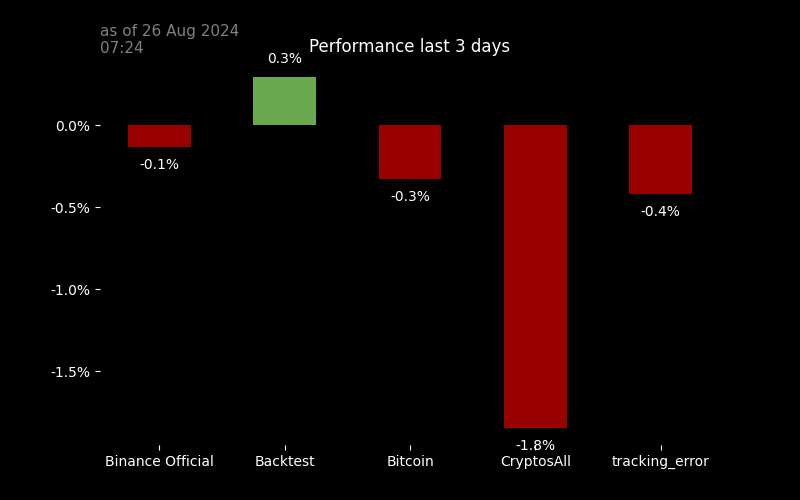 as of 26 Aug 2024
07:24
Performance last 3 days
0.3%
0.0%
-0.1%
-0.3%
-0.5%
-0.4%
-1.0%
-1.5%
-1.8%
Binance Official
Backtest
Bitcoin
CryptosAll
tracking_error